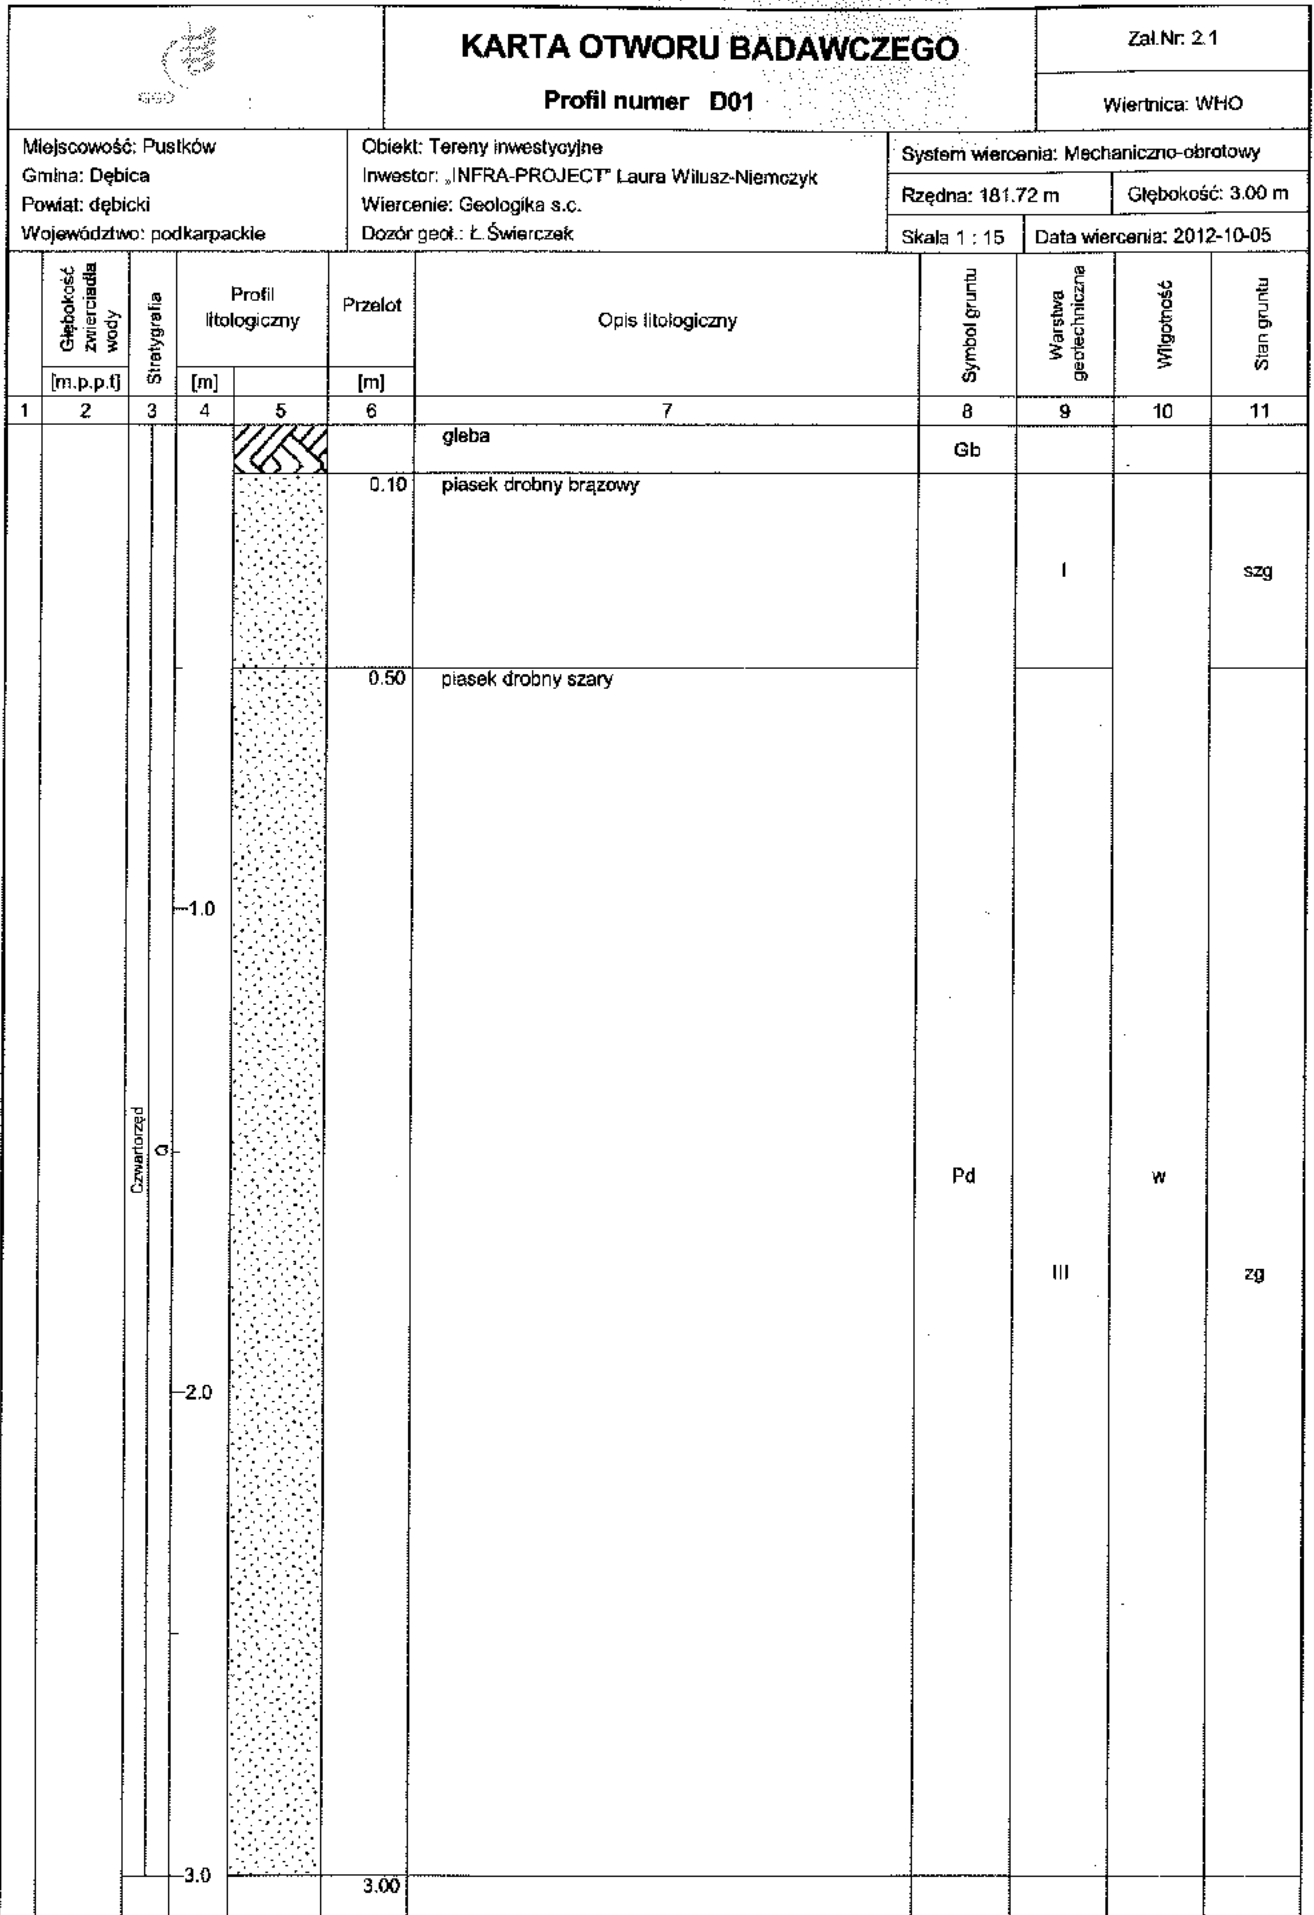 GEO
KARTA OTWORU BADAWCZEGO
Profil numer D01
Zał.Nr: 2.1
Wiertnica: WHO
Miejscowość: Pustków
Gmina: Dębica
Powiat: dębicki
Województwo: podkarpackie
Obiekt: Tereny inwestycyjne
Inwestor: „INFRA-PROJECT" Laura Wilusz-Niemczyk
Wiercenie: Geologika s.c.
Dozór geol.: Ł.Świerczek
System wiercenia: Mechaniczno-obrotowy
Rzędna: 181.72 m
Głębokość: 3.00 m
Skala 1 : 15
Data wiercenia: 2012-10-05
Głębokość
zwierciadła
wody
[m.p.p.t]
Stratygrafia
Profil
litologiczny
[m]
Przelot
[m]
Opis litologiczny
Symbol gruntu
Warstwa
geotechniczna
Wilgotność
Stan gruntu
1 2 3 4 5 6 7 8 9 10 11
gleba
Gb
0.10 piasek drobny brązowy
I
szg
0.50 piasek drobny szary
1.0
Czwartorzęd
Q
Pd
w
III
zg
2.0
3.0
3.00